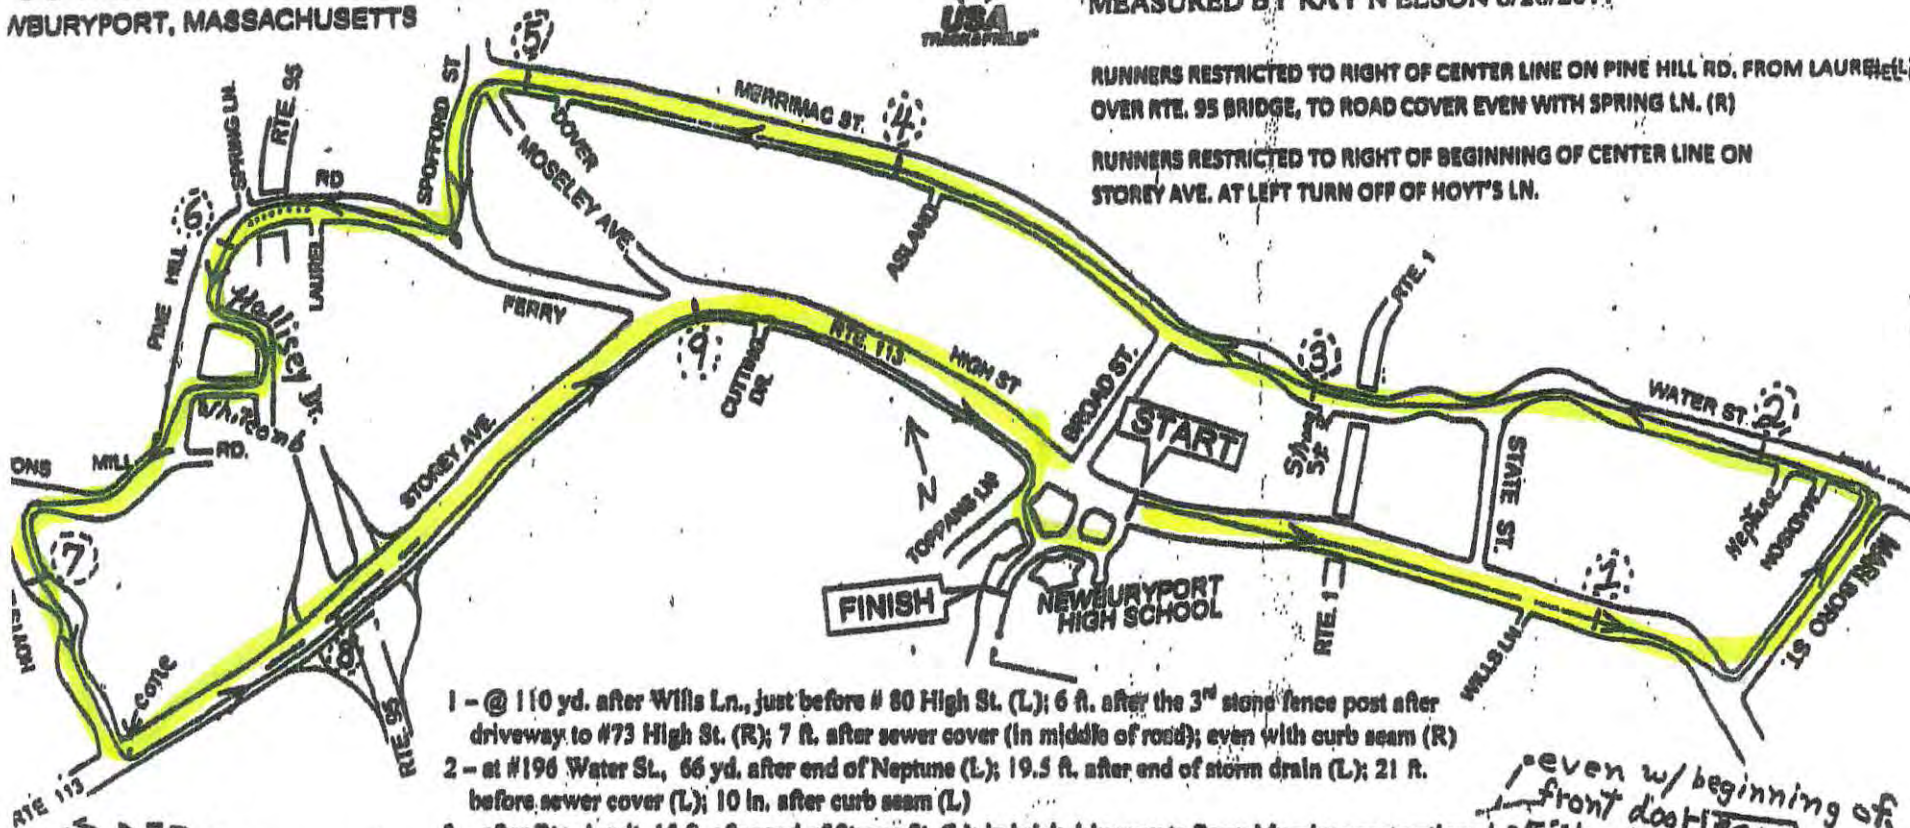 NBURYPORT, MASSACHUSETTS
USA
TRACK&FIELD
RUNNERS RESTRICTED TO RIGHT OF CENTER LINE ON PINE HILL RD. FROM LAUREL
OVER RTE. 95 BRIDGE, TO ROAD COVER EVEN WITH SPRING LN. (R)
RUNNERS RESTRICTED TO RIGHT OF BEGINNING OF CENTER LINE ON
STOREY AVE. AT LEFT TURN OFF OF HOYT'S LN.
5
SPOFFORD ST
RTE. 95
SPRING LN.
MERRIMAC ST.
4
DOVER
MOSELEY AVE.
RD
6
PINE HILL
LAUREL
ASLAND
FERRY
RTE. 1
3
9
CUTTING DR.
RTE 113
HIGH ST
BROAD ST.
START
WATER ST.
2
MILL
RD.
STOREY AVE.
N
TOPPANS LN
STATE ST.
Neptune
MADISON
MARLBORO ST.
7
1
FINISH
NEWBURYPORT
HIGH SCHOOL
RTE. 1
WILLS LN
8
cone
RTE. 95
RTE 113
1 – @ 110 yd. after Wills Ln., just before # 80 High St. (L); 6 ft. after the 3rd stone fence post after
driveway to #73 High St. (R); 7 ft. after sewer cover (in middle of road); even with curb seam (R)
2 – at #196 Water St., 66 yd. after end of Neptune (L); 19.5 ft. after end of storm drain (L); 21 ft.
before sewer cover (L); 10 in. after curb seam (L)
even w/ beginning of
front